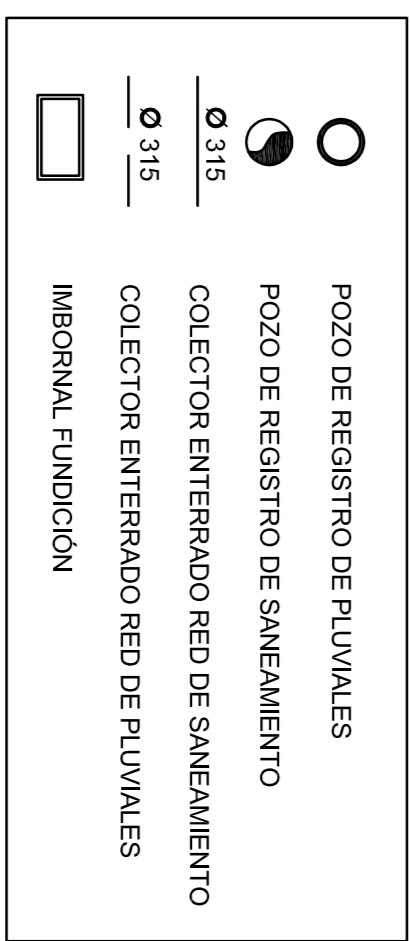 POZO DE REGISTRO DE PLUVIALES
POZO DE REGISTRO DE SANEAMIENTO
Ø 315 COLECTOR ENTERRADO RED DE SANEAMIENTO
Ø 315 COLECTOR ENTERRADO RED DE PLUVIALES
IMBORNAL FUNDICIÓN